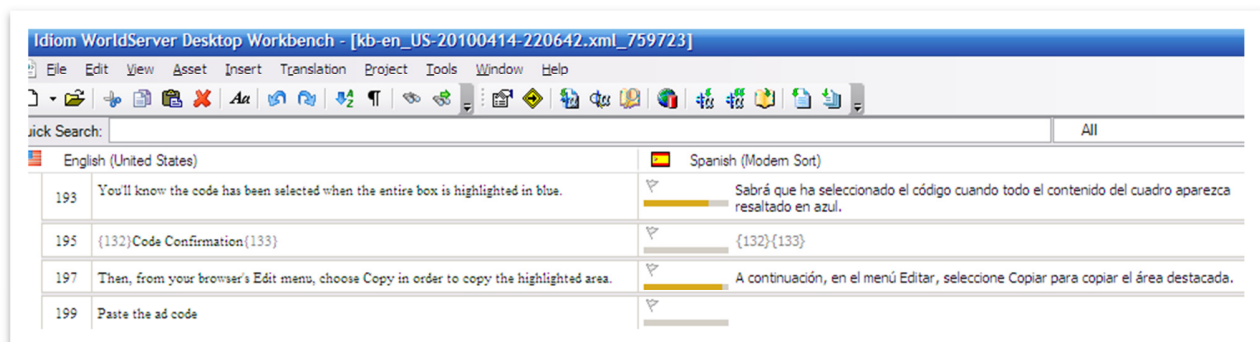 Idiom WorldServer Desktop Workbench - [kb-en_US-20100414-220642.xml_759723]
File Edit View Asset Insert Translation Project Tools Window Help
uick Search: All
English (United States) Spanish (Modern Sort)
193 You'll know the code has been selected when the entire box is highlighted in blue. Sabrá que ha seleccionado el código cuando todo el contenido del cuadro aparezca
resaltado en azul.
195 {132}Code Confirmation{133} {132}{133}
197 Then, from your browser's Edit menu, choose Copy in order to copy the highlighted area. A continuación, en el menú Editar, seleccione Copiar para copiar el área destacada.
199 Paste the ad code